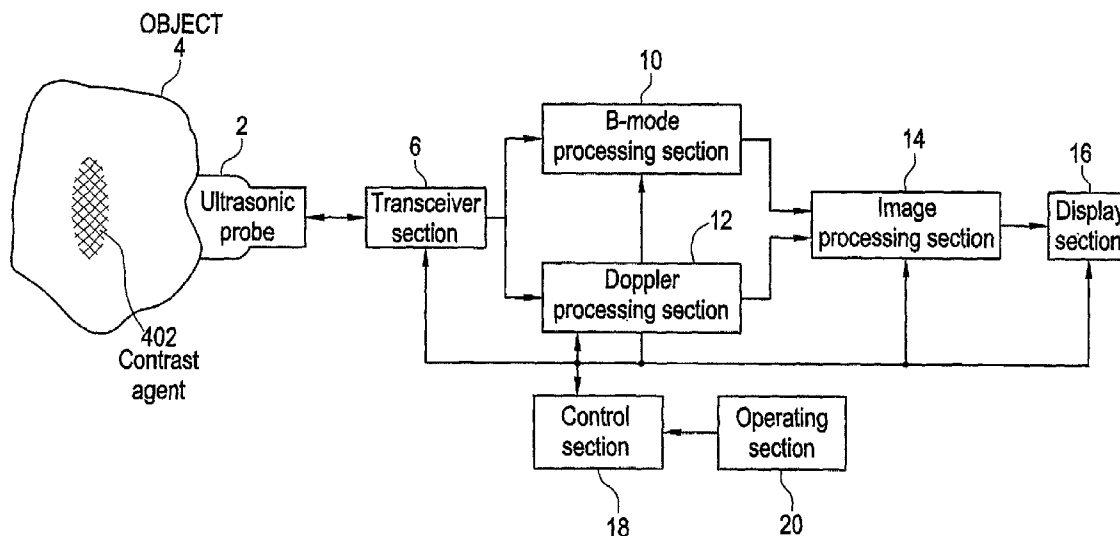 OBJECT
4
2
Ultrasonic
probe
402
Contrast
agent
6
Transceiver
section
10
B-mode
processing section
12
Doppler
processing section
14
Image
processing section
16
Display
section
Control
section
18
Operating
section
20